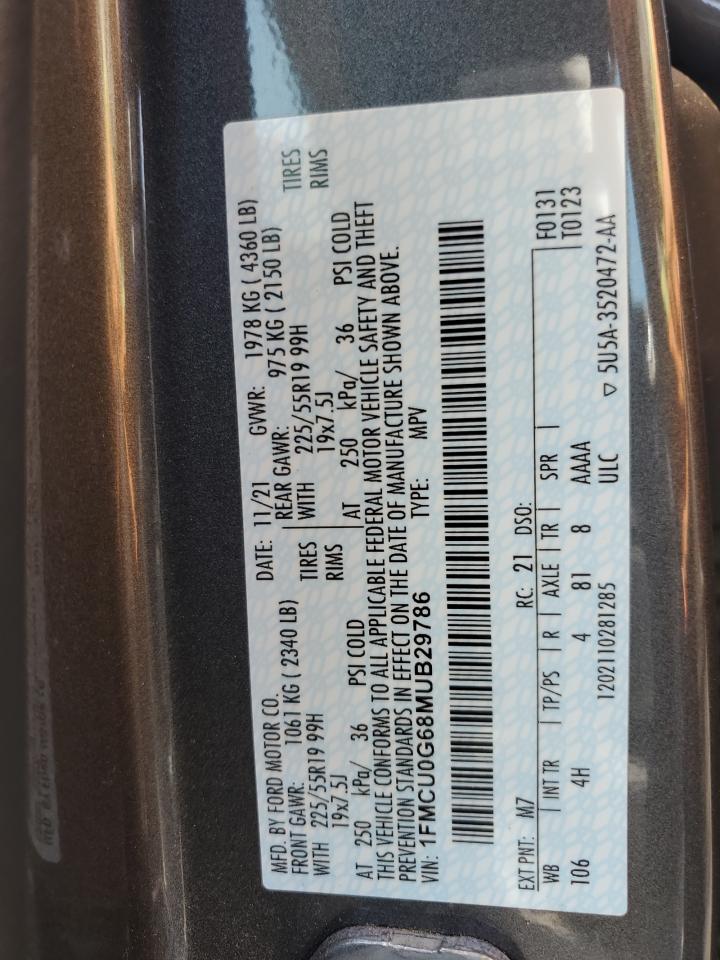 MFD. BY FORD MOTOR CO. DATE: 11/21 GVWR: 1978 KG ( 4360 LB)
FRONT GAWR: 1061 KG ( 2340 LB) REAR GAWR: 975 KG ( 2150 LB)
WITH 225/55R19 99H TIRES WITH 225/55R19 99H TIRES
19x7.5J RIMS 19x7.5J RIMS
AT 250 kPa/ 36 PSI COLD AT 250 kPa/ 36 PSI COLD
THIS VEHICLE CONFORMS TO ALL APPLICABLE FEDERAL MOTOR VEHICLE SAFETY AND THEFT
PREVENTION STANDARDS IN EFFECT ON THE DATE OF MANUFACTURE SHOWN ABOVE.
VIN: 1FMCU0G68MUB29786 TYPE: MPV
EXT PNT: M7 RC: 21 DSO: F0131
WB INT TR TP/PS R AXLE TR SPR T0123
106 4H 4 81 8 AAAA
1202110281285 ULC ▽ 5U5A-3520472-AA